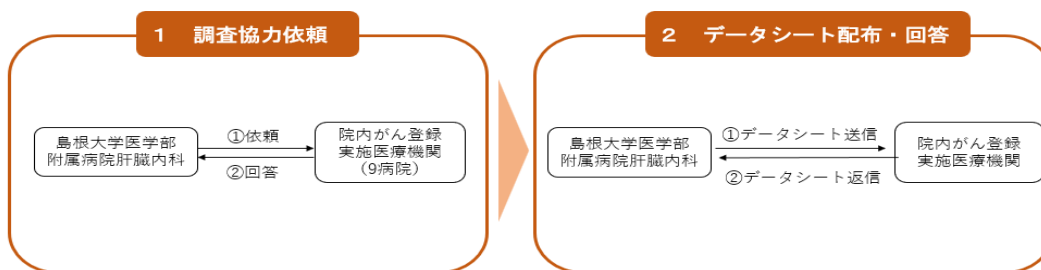 1 調査協力依頼
島根大学医学部
附属病院肝臓内科
①依頼
②回答
院内がん登録
実施医療機関
(9病院)
2 データシート配布・回答
島根大学医学部
附属病院肝臓内科
①データシート送信
②データシート返信
院内がん登録
実施医療機関